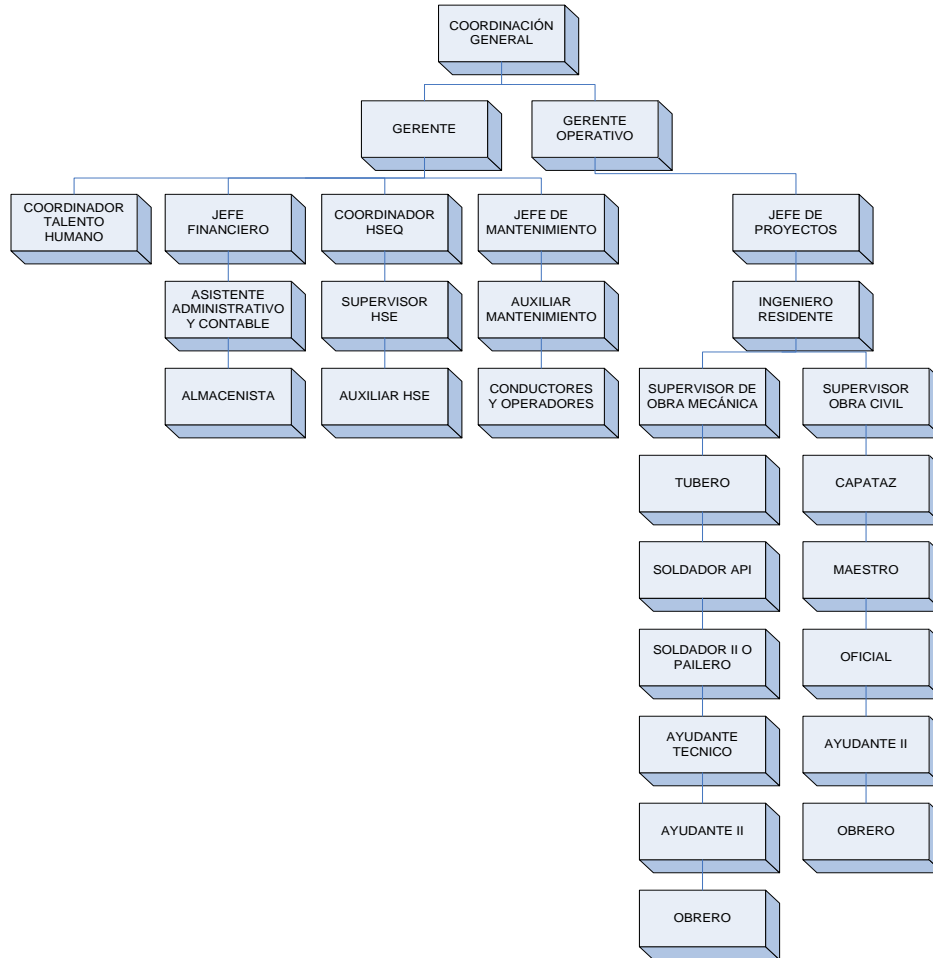 COORDINACIÓN
GENERAL
GERENTE
GERENTE
OPERATIVO
COORDINADOR
TALENTO
HUMANO
JEFE
FINANCIERO
COORDINADOR
HSEQ
JEFE DE
MANTENIMIENTO
JEFE DE
PROYECTOS
ASISTENTE
ADMINISTRATIVO
Y CONTABLE
SUPERVISOR
HSE
AUXILIAR
MANTENIMIENTO
INGENIERO
RESIDENTE
ALMACENISTA
AUXILIAR HSE
CONDUCTORES
Y OPERADORES
SUPERVISOR DE
OBRA MECÁNICA
SUPERVISOR
OBRA CIVIL
TUBERO
CAPATAZ
SOLDADOR API
MAESTRO
SOLDADOR II O
PAILERO
OFICIAL
AYUDANTE
TECNICO
AYUDANTE II
AYUDANTE II
OBRERO
OBRERO